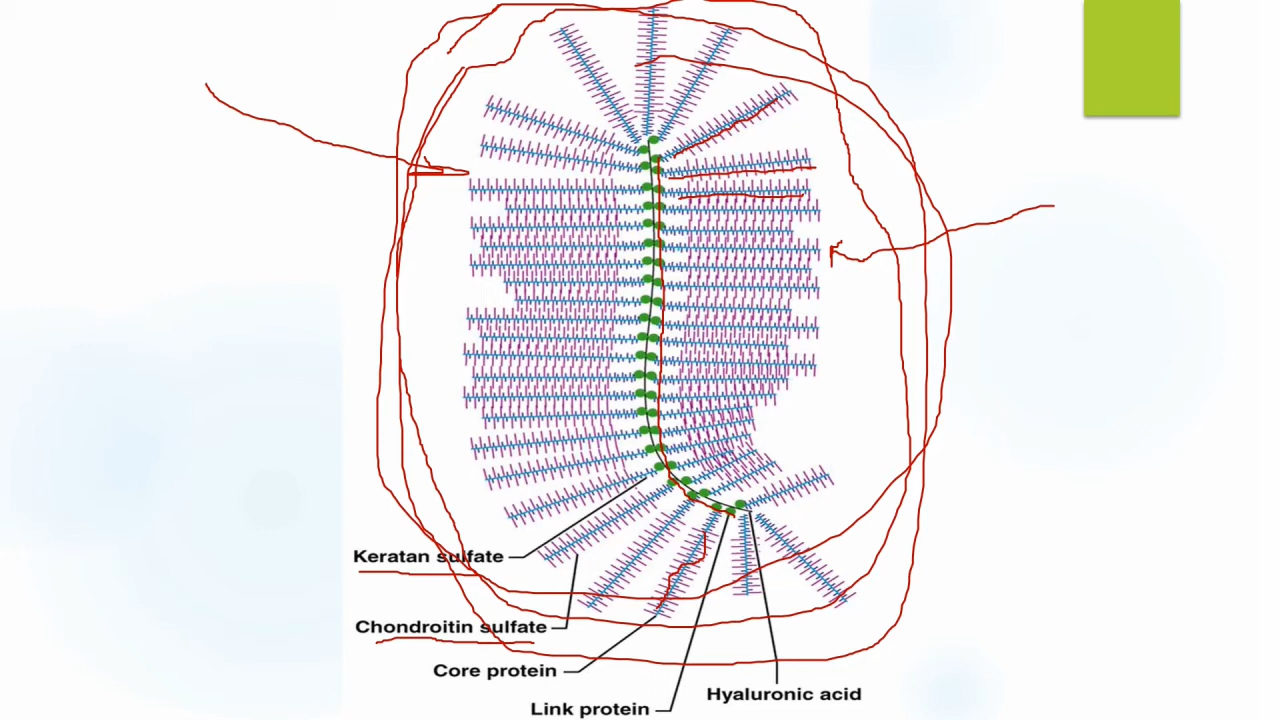 Keratan sulfate
Chondroitin sulfate
Core protein
Link protein
Hyaluronic acid